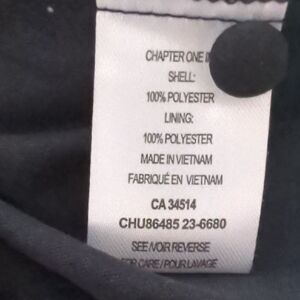 CHAPTER ONE
SHELL:
100% POLYESTER
LINING:
100% POLYESTER
MADE IN VIETNAM
FABRIQUÉ EN VIETNAM
CA 34514
CHU86485 23-6680
SEE/VOIR REVERSE
FOR CARE / POUR LAVAGE